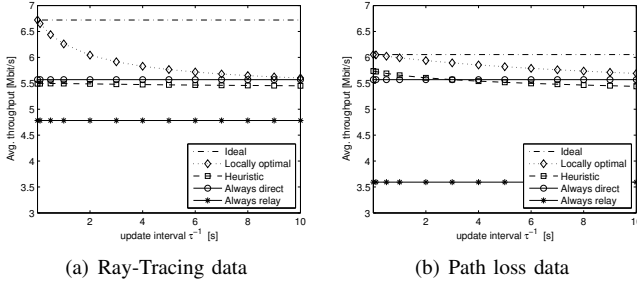 7
6.5
6
5.5
5
4.5
4
3.5
3
Avg. throughput [Mbit/s]
Ideal
Locally optimal
Heuristic
Always direct
Always relay
2 4 6 8 10
update interval τ⁻¹ [s]
(a) Ray-Tracing data
7
6.5
6
5.5
5
4.5
4
3.5
3
Avg. throughput [Mbit/s]
Ideal
Locally optimal
Heuristic
Always direct
Always relay
2 4 6 8 10
update interval τ⁻¹ [s]
(b) Path loss data